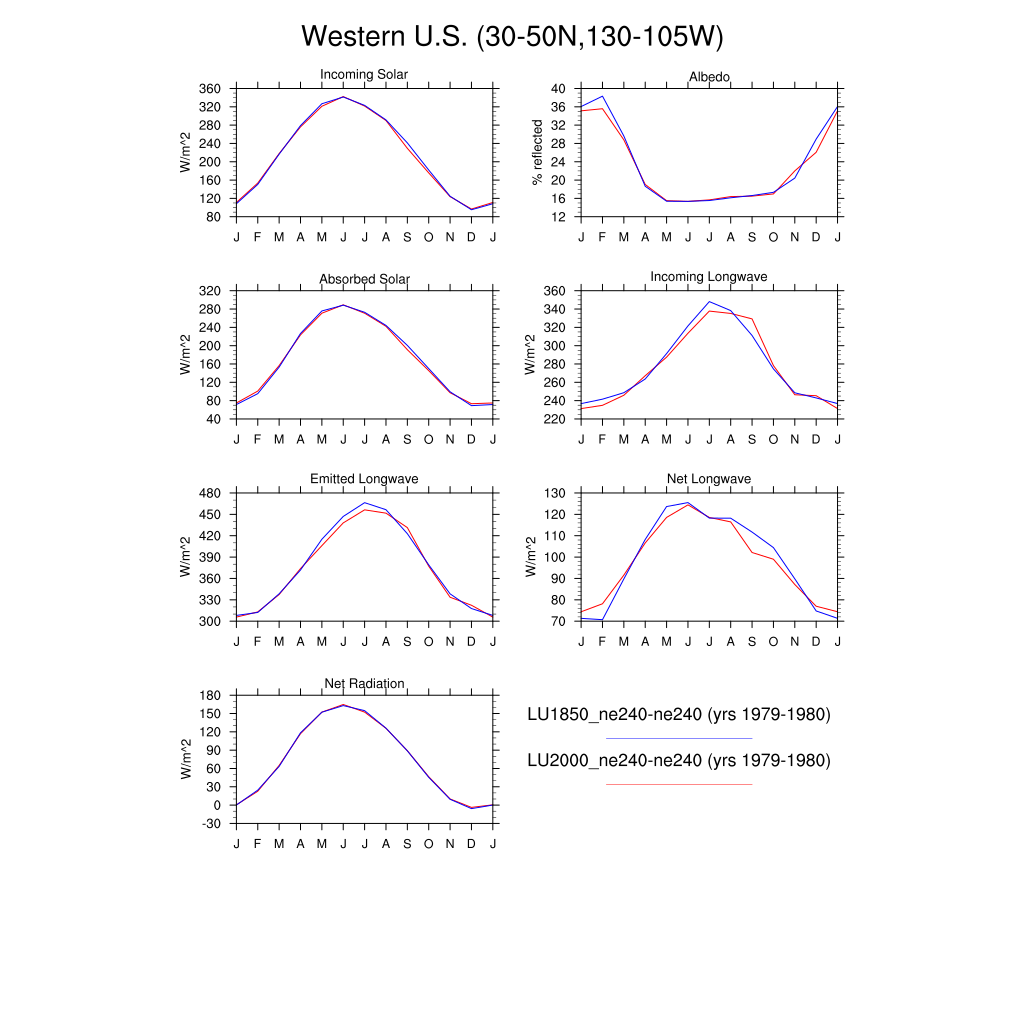 Western U.S. (30-50N,130-105W)
Incoming Solar
W/m^2
360
320
280
240
200
160
120
80
J F M A M J J A S O N D J
Albedo
% reflected
40
36
32
28
24
20
16
12
J F M A M J J A S O N D J
Absorbed Solar
W/m^2
320
280
240
200
160
120
80
40
J F M A M J J A S O N D J
Incoming Longwave
W/m^2
360
340
320
300
280
260
240
220
J F M A M J J A S O N D J
Emitted Longwave
W/m^2
480
450
420
390
360
330
300
J F M A M J J A S O N D J
Net Longwave
W/m^2
130
120
110
100
90
80
70
J F M A M J J A S O N D J
Net Radiation
W/m^2
180
150
120
90
60
30
0
-30
J F M A M J J A S O N D J
LU1850_ne240-ne240 (yrs 1979-1980)
LU2000_ne240-ne240 (yrs 1979-1980)